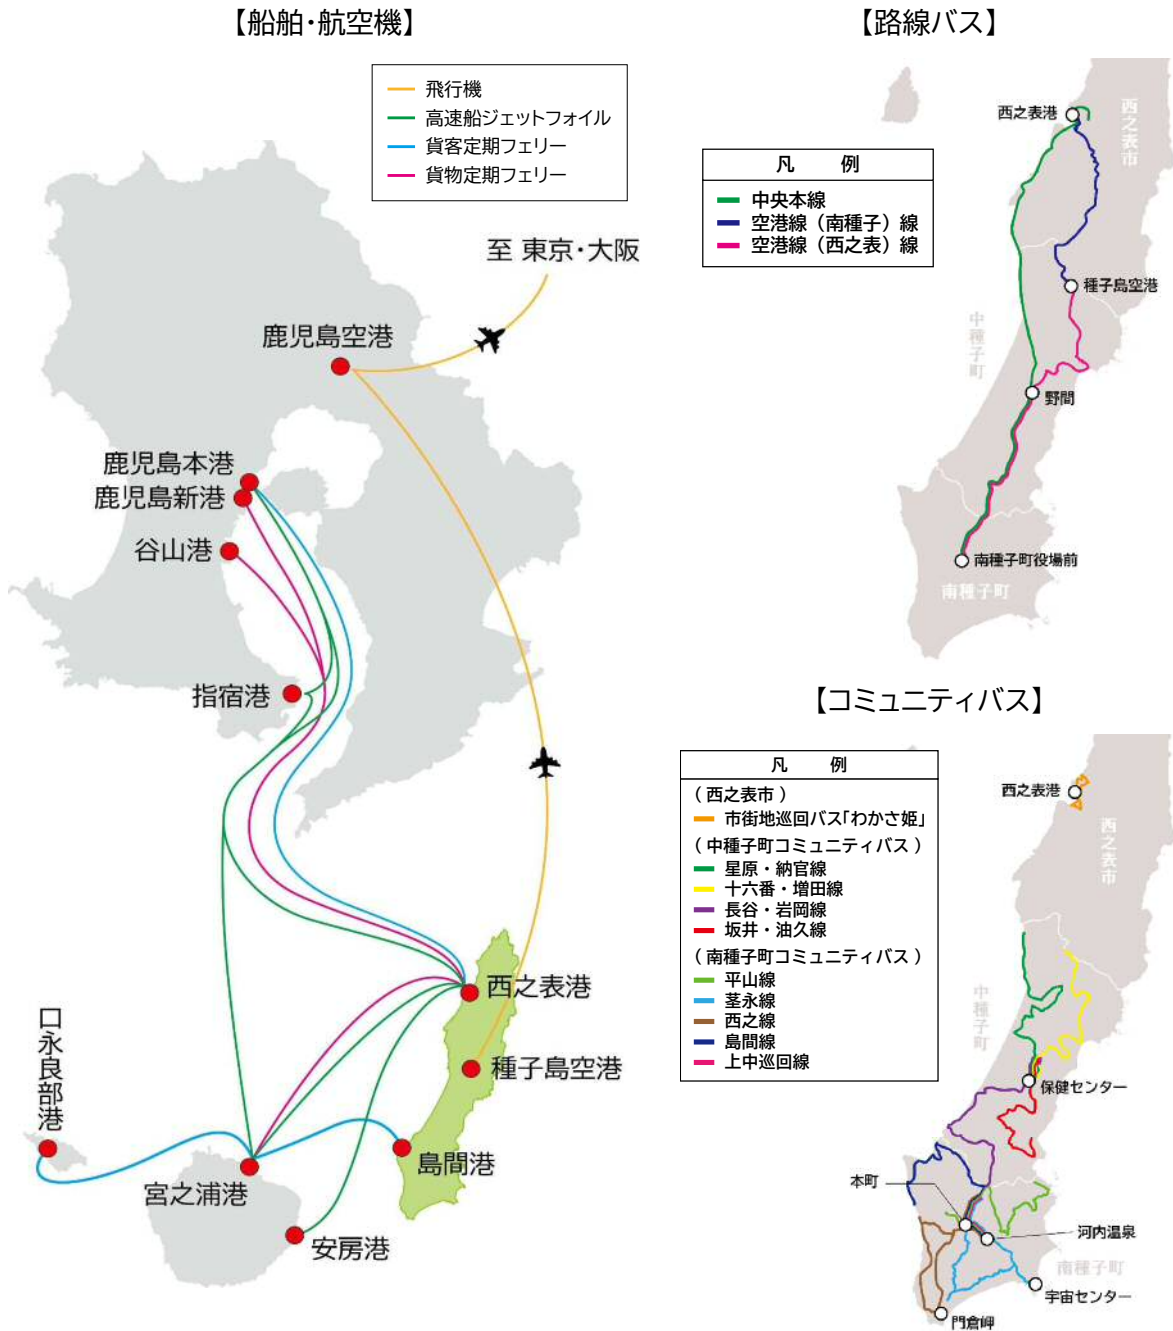 【船舶・航空機】
飛行機
高速船ジェットフォイル
貨客定期フェリー
貨物定期フェリー
至 東京・大阪
鹿児島空港
鹿児島本港
鹿児島新港
谷山港
指宿港
西之表港
種子島空港
口永良部港
島間港
宮之浦港
安房港
【路線バス】
凡　例
中央本線
空港線（南種子）線
空港線（西之表）線
西之表港
西之表市
種子島空港
中種子町
野間
南種子町役場前
南種子町
【コミュニティバス】
凡　例
（西之表市）
市街地巡回バス「わかさ姫」
（中種子町コミュニティバス）
星原・納官線
十六番・増田線
長谷・岩岡線
坂井・油久線
（南種子町コミュニティバス）
平山線
茎永線
西之線
島間線
上中巡回線
西之表港
西之表市
中種子町
保健センター
本町
河内温泉
南種子町
宇宙センター
門倉岬